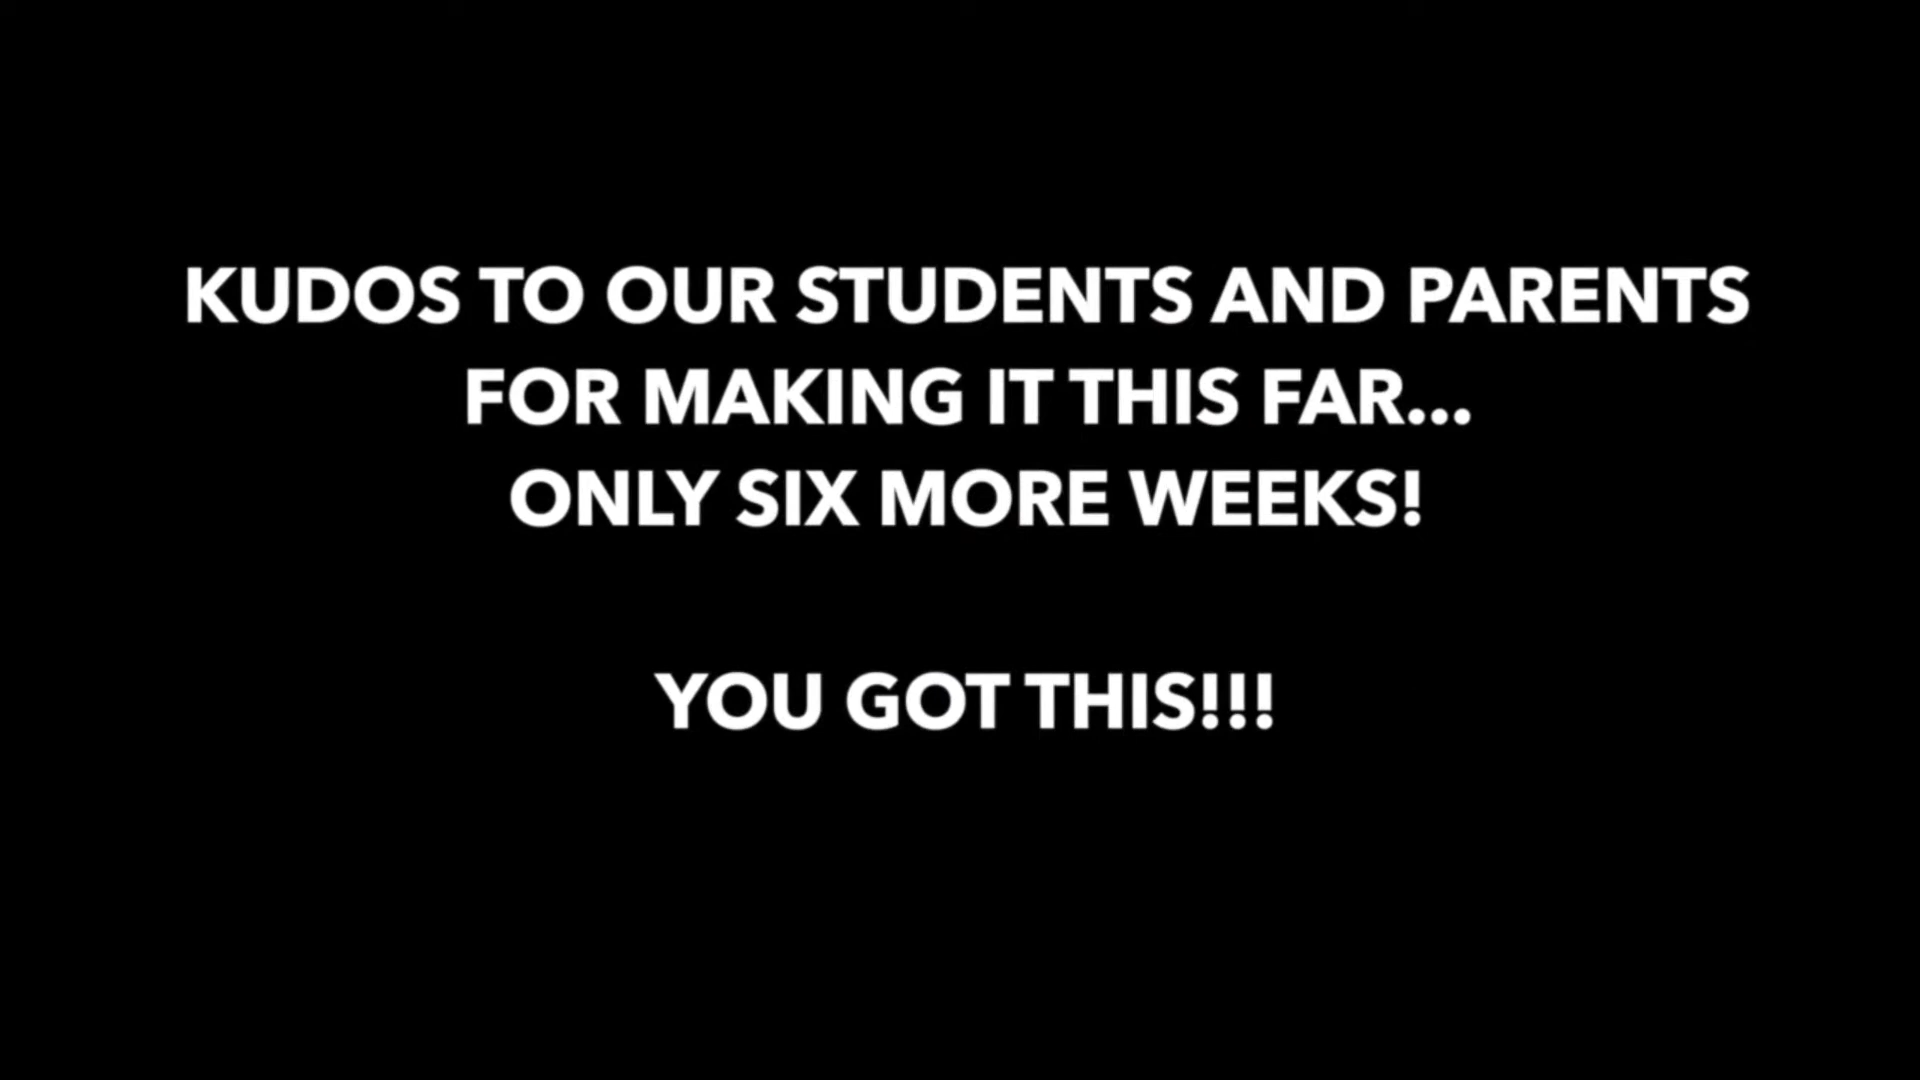 KUDOS TO OUR STUDENTS AND PARENTS
FOR MAKING IT THIS FAR...
ONLY SIX MORE WEEKS!
YOU GOT THIS!!!